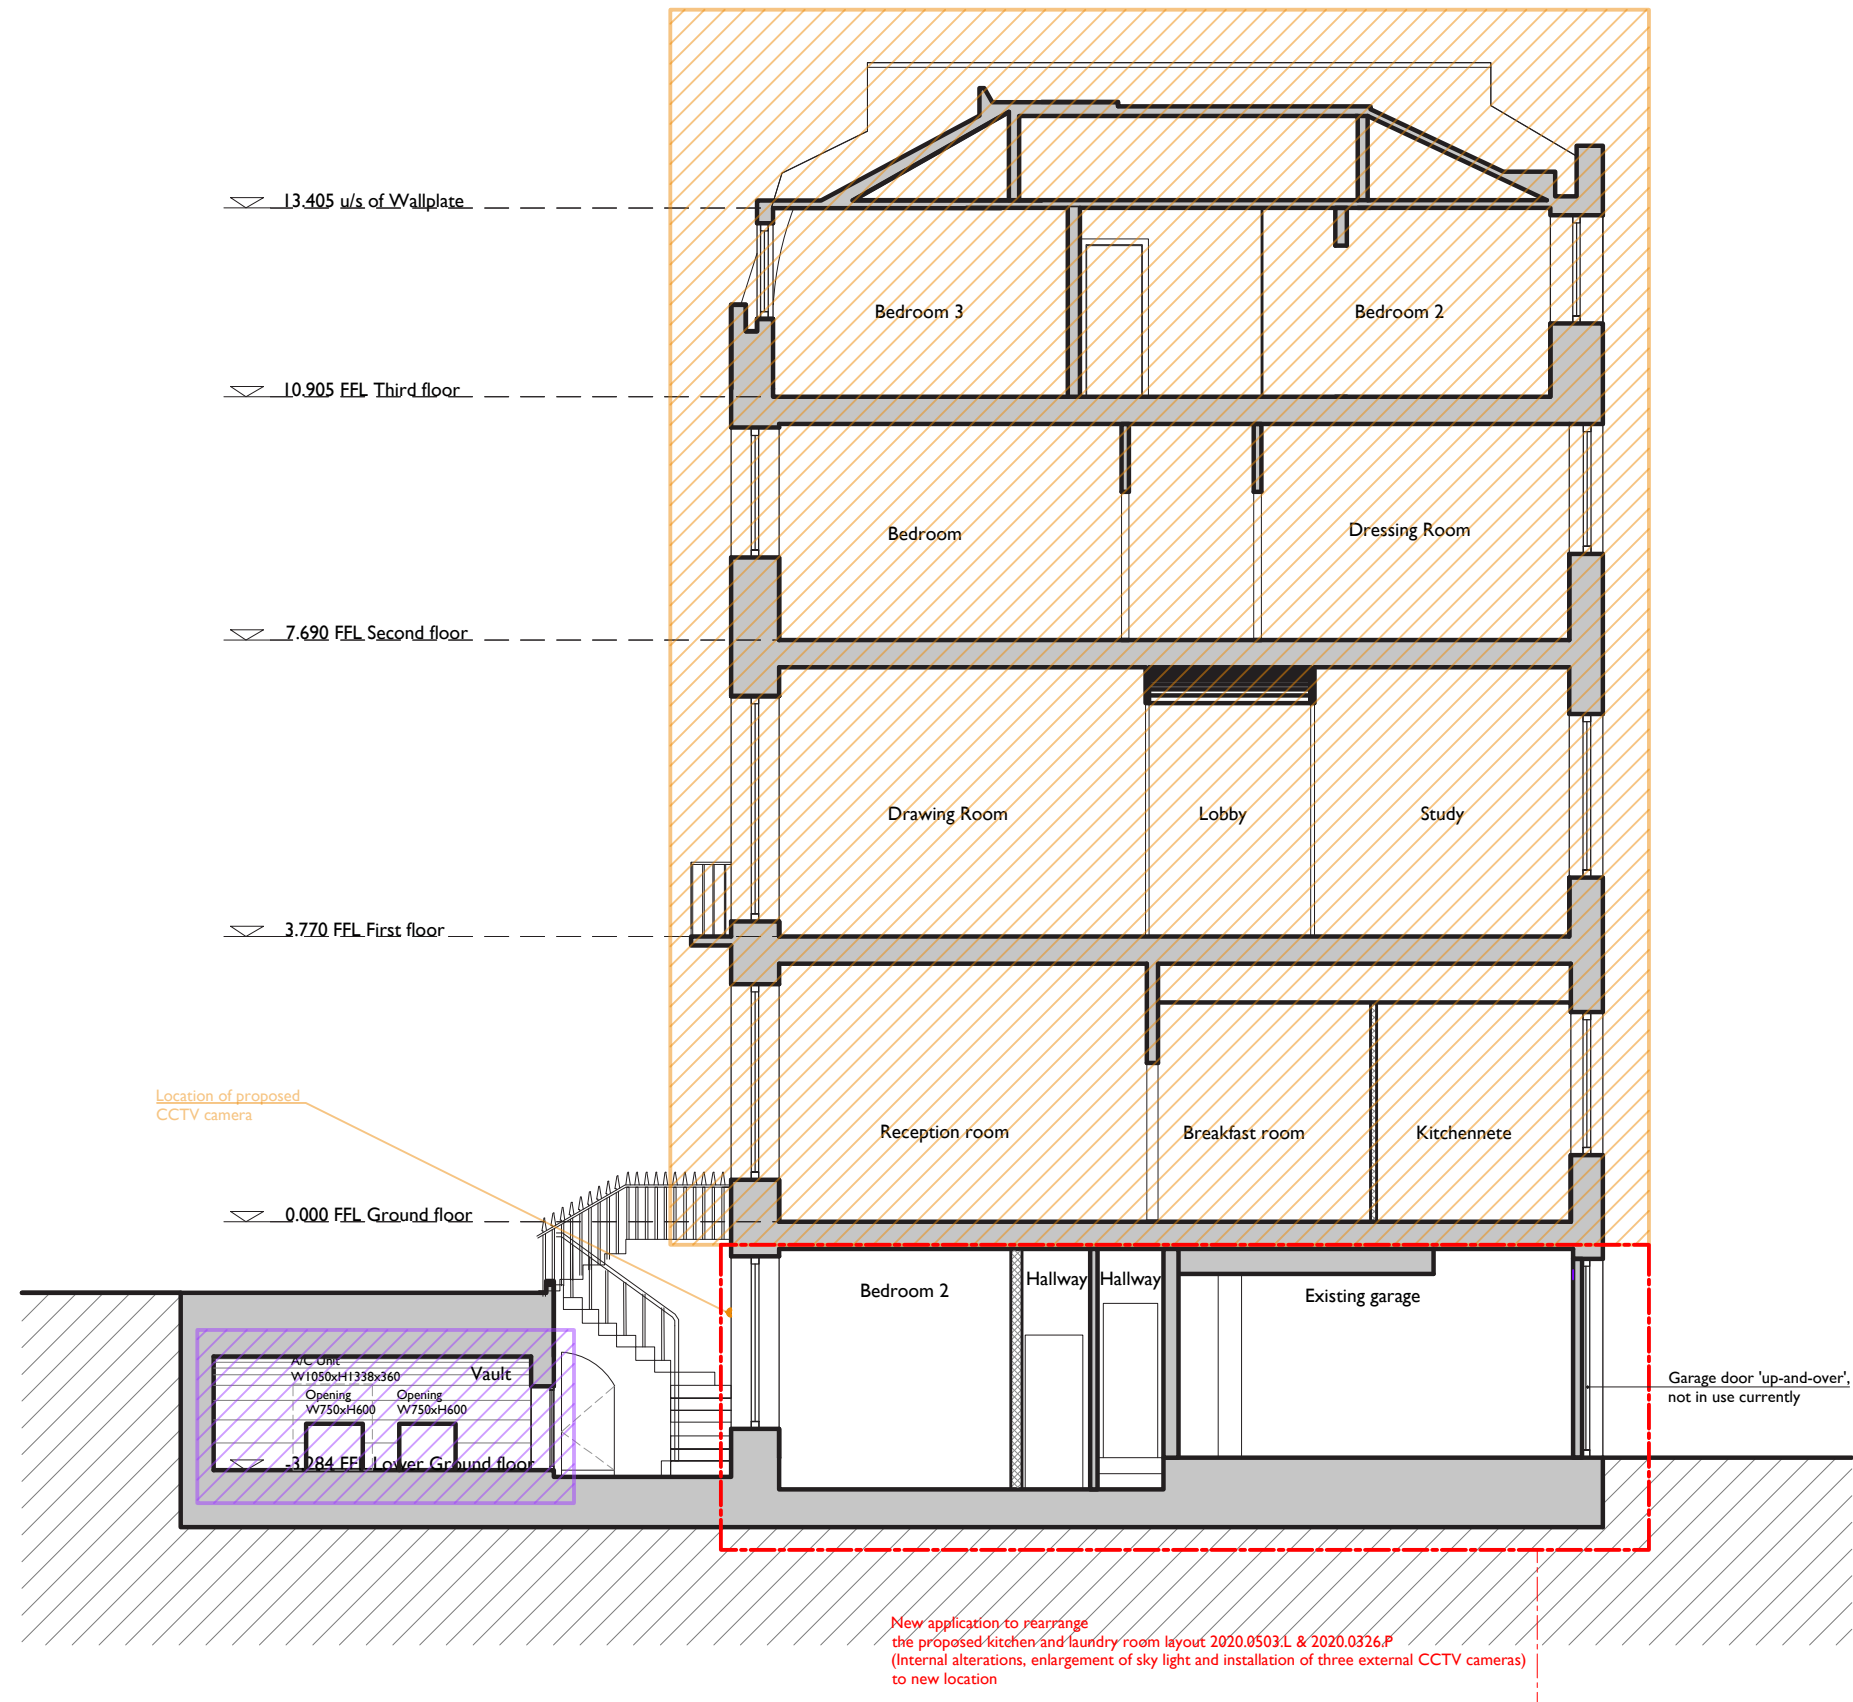 13.405 u/s of Wallplate
Bedroom 3
Bedroom 2
10.905 FFL Third floor
Bedroom
Dressing Room
7.690 FFL Second floor
Drawing Room
Lobby
Study
3.770 FFL First floor
Location of proposed
CCTV camera
Reception room
Breakfast room
Kitchennete
0.000 FFL Ground floor
Bedroom 2
Hallway
Hallway
Existing garage
A/C Unit
W1050xH1338x360
Vault
Opening
W750xH600
Opening
W750xH600
-3.284 FFL Lower Ground floor
Garage door 'up-and-over',
not in use currently
New application to rearrange
the proposed kitchen and laundry room layout 2020.0503.L & 2020.0326.P
(Internal alterations, enlargement of sky light and installation of three external CCTV cameras)
to new location